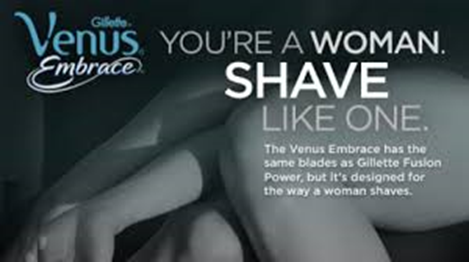 Gillette
Venus
Embrace
YOU'RE A WOMAN.
SHAVE
LIKE ONE.
The Venus Embrace has the
same blades as Gillette Fusion
Power, but it's designed for
the way a woman shaves.